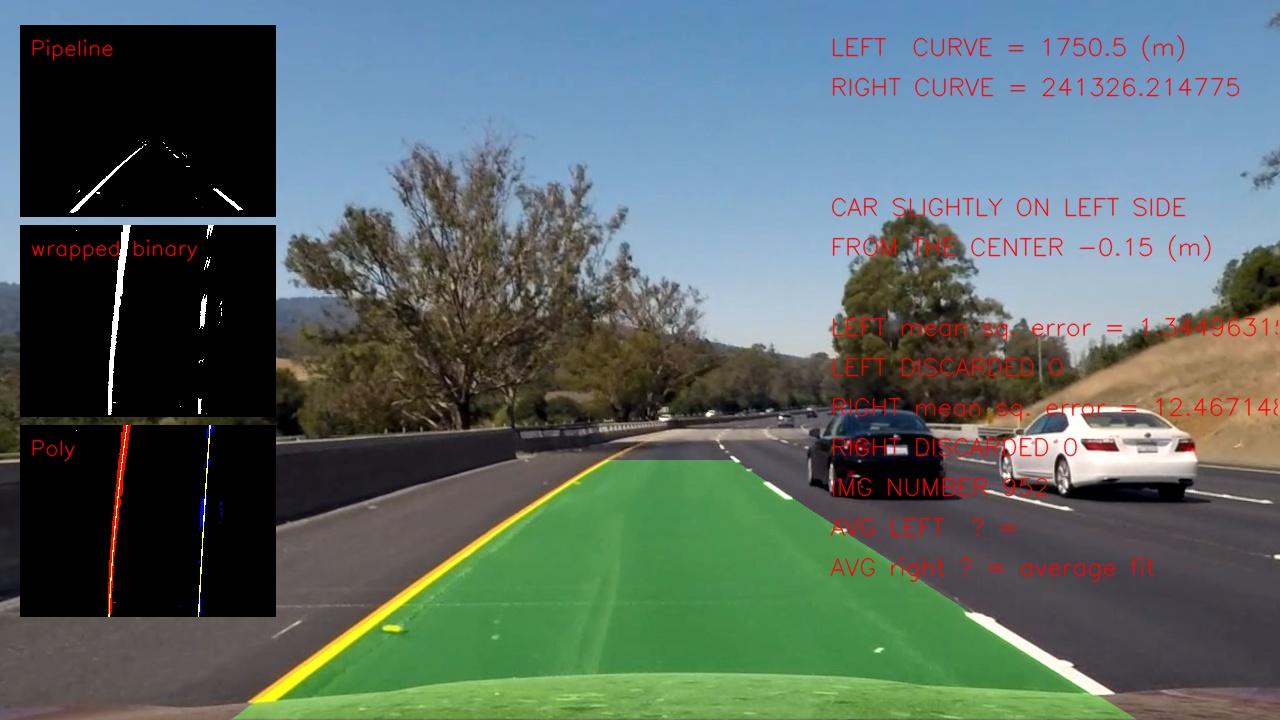 Pipeline
wrapped binary
Poly
LEFT CURVE = 1750.5 (m)
RIGHT CURVE = 241326.214775
CAR SLIGHTLY ON LEFT SIDE
FROM THE CENTER -0.15 (m)
LEFT mean sq. error = 1.3449631
LEFT DISCARDED 0
RIGHT mean sq. error = 12.467148
RIGHT DISCARDED 0
IMG NUMBER 952
AVG LEFT ? =
AVG right ? = average fit